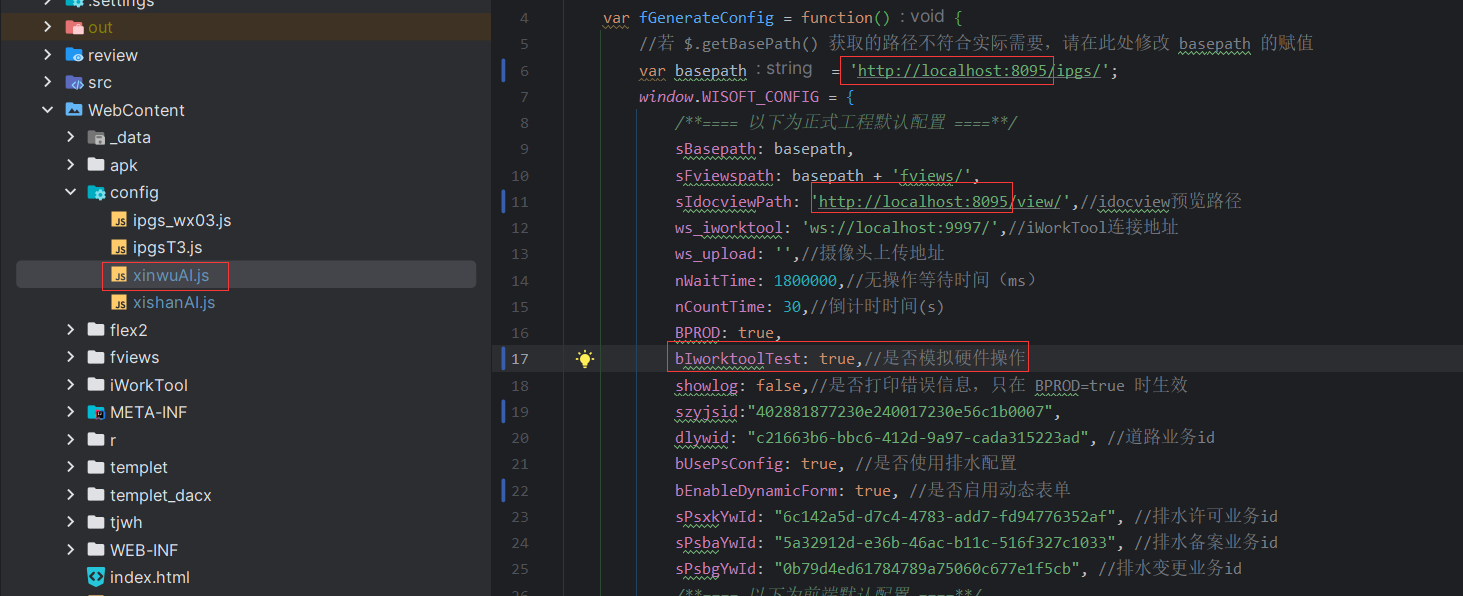 .settings
out
review
src
WebContent
_data
apk
config
ipgs_wx03.js
ipgsT3.js
xinwuAI.js
xishanAI.js
flex2
fviews
iWorkTool
META-INF
r
templet
templet_dacx
tjwh
WEB-INF
index.html
4 var fGenerateConfig = function() : void {
5 //若 $.getBasePath() 获取的路径不符合实际需要，请在此处修改 basepath 的赋值
6 var basepath : string = 'http://localhost:8095/ipgs/';
7 window.WISOFT_CONFIG = {
8 /**==== 以下为正式工程默认配置 ====**/
9 sBasepath: basepath,
10 sFviewspath: basepath + 'fviews/',
11 sIdocviewPath: 'http://localhost:8095/view/',//idocview预览路径
12 ws_iworktool: 'ws://localhost:9997/',//iWorkTool连接地址
13 ws_upload: '',//摄像头上传地址
14 nWaitTime: 1800000,//无操作等待时间（ms）
15 nCountTime: 30,//倒计时时间(s)
16 BPROD: true,
17 bIworktoolTest: true,//是否模拟硬件操作
18 showlog: false,//是否打印错误信息，只在 BPROD=true 时生效
19 szyjsid:"402881877230e240017230e56c1b0007",
20 dlywid: "c21663b6-bbc6-412d-9a97-cada315223ad", //道路业务id
21 bUsePsConfig: true, //是否使用排水配置
22 bEnableDynamicForm: true, //是否启用动态表单
23 sPsxkYwId: "6c142a5d-d7c4-4783-add7-fd94776352af", //排水许可业务id
24 sPsbaYwId: "5a32912d-e36b-46ac-b11c-516f327c1033", //排水备案业务id
25 sPsbgYwId: "0b79d4ed61784789a75060c677e1f5cb", //排水变更业务id
26 /**==== 以下为前端默认配置 ====**/